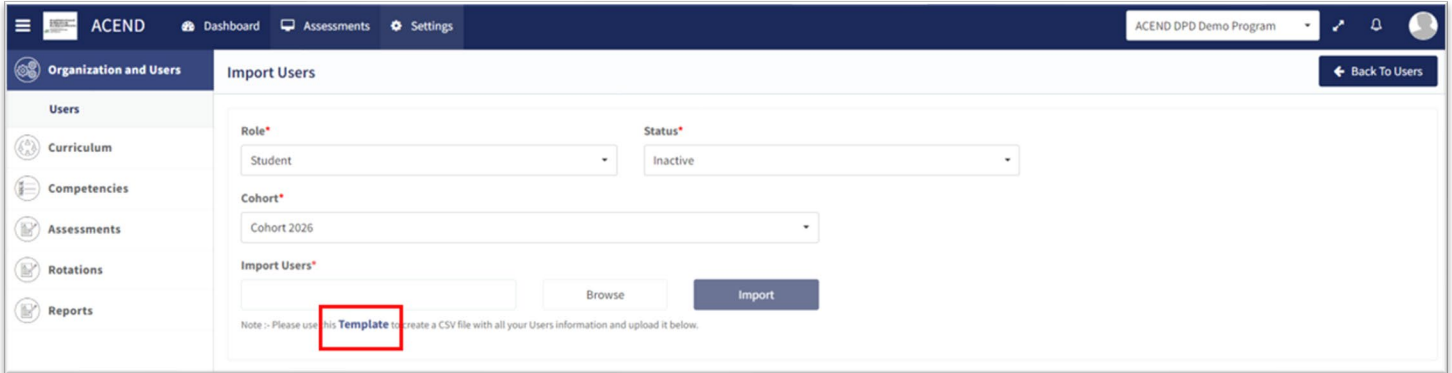 ACEND Dashboard Assessments Settings ACEND DPD Demo Program
Organization and Users
Users
Curriculum
Competencies
Assessments
Rotations
Reports
Import Users Back To Users
Role* Status*
Student Inactive
Cohort*
Cohort 2026
Import Users*
Browse Import
Note :- Please use this Template to create a CSV file with all your Users information and upload it below.